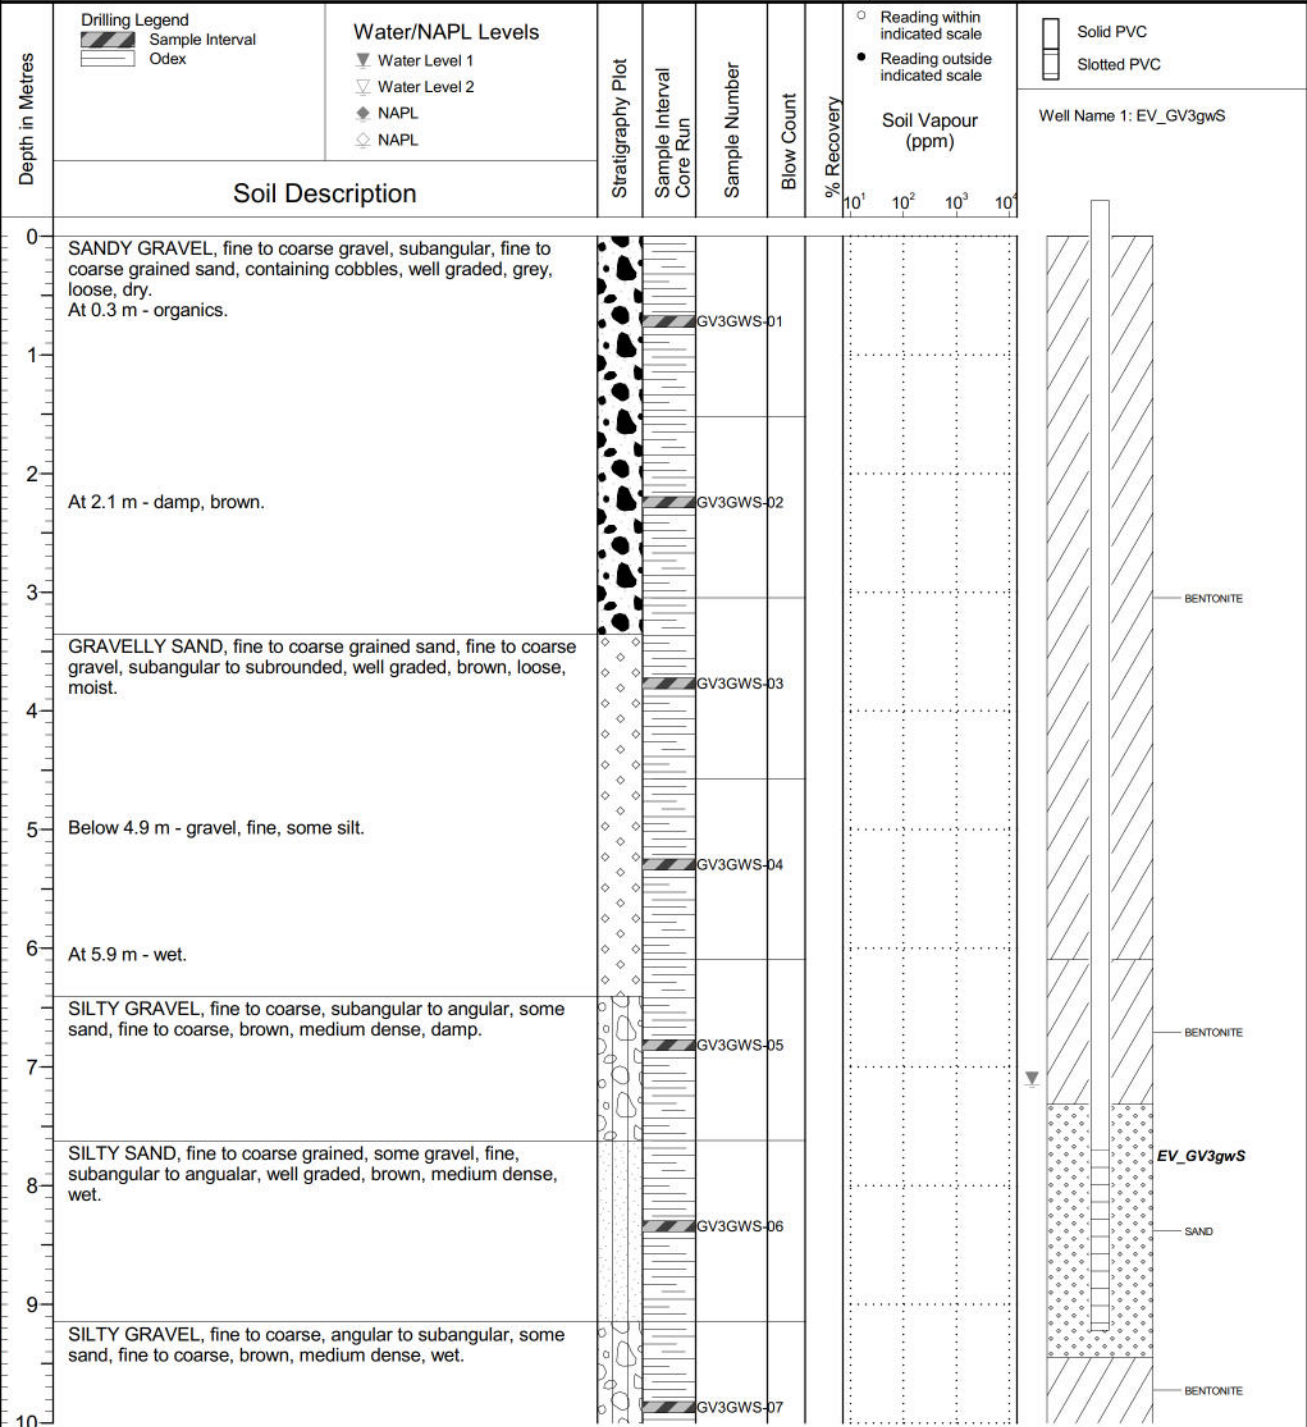 Drilling Legend
Sample Interval
Odex
Water/NAPL Levels
Water Level 1
Water Level 2
NAPL
NAPL
Depth in Metres
Soil Description
Stratigraphy Plot
Sample Interval
Core Run
Sample Number
Blow Count
% Recovery
Reading within
indicated scale
Reading outside
indicated scale
Soil Vapour
(ppm)
10¹ 10² 10³ 10⁴
Solid PVC
Slotted PVC
Well Name 1: EV_GV3gwS
0
SANDY GRAVEL, fine to coarse gravel, subangular, fine to
coarse grained sand, containing cobbles, well graded, grey,
loose, dry.
At 0.3 m - organics.
GV3GWS-01
1
2
At 2.1 m - damp, brown.
GV3GWS-02
3
BENTONITE
GRAVELLY SAND, fine to coarse grained sand, fine to coarse
gravel, subangular to subrounded, well graded, brown, loose,
moist.
GV3GWS-03
4
Below 4.9 m - gravel, fine, some silt.
5
GV3GWS-04
6
At 5.9 m - wet.
SILTY GRAVEL, fine to coarse, subangular to angular, some
sand, fine to coarse, brown, medium dense, damp.
BENTONITE
GV3GWS-05
7
SILTY SAND, fine to coarse grained, some gravel, fine,
subangular to angualar, well graded, brown, medium dense,
wet.
EV_GV3gwS
8
GV3GWS-06
SAND
9
SILTY GRAVEL, fine to coarse, angular to subangular, some
sand, fine to coarse, brown, medium dense, wet.
BENTONITE
GV3GWS-07
10